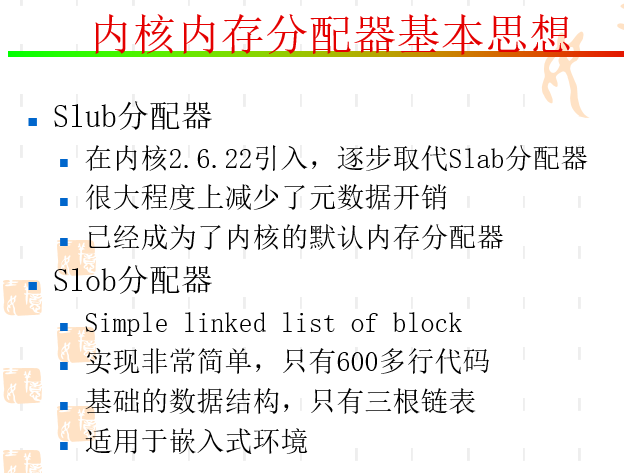 内核内存分配器基本思想
Slub分配器
在内核2.6.22引入，逐步取代Slab分配器
很大程度上减少了元数据开销
已经成为了内核的默认内存分配器
Slob分配器
Simple linked list of block
实现非常简单，只有600多行代码
基础的数据结构，只有三根链表
适用于嵌入式环境